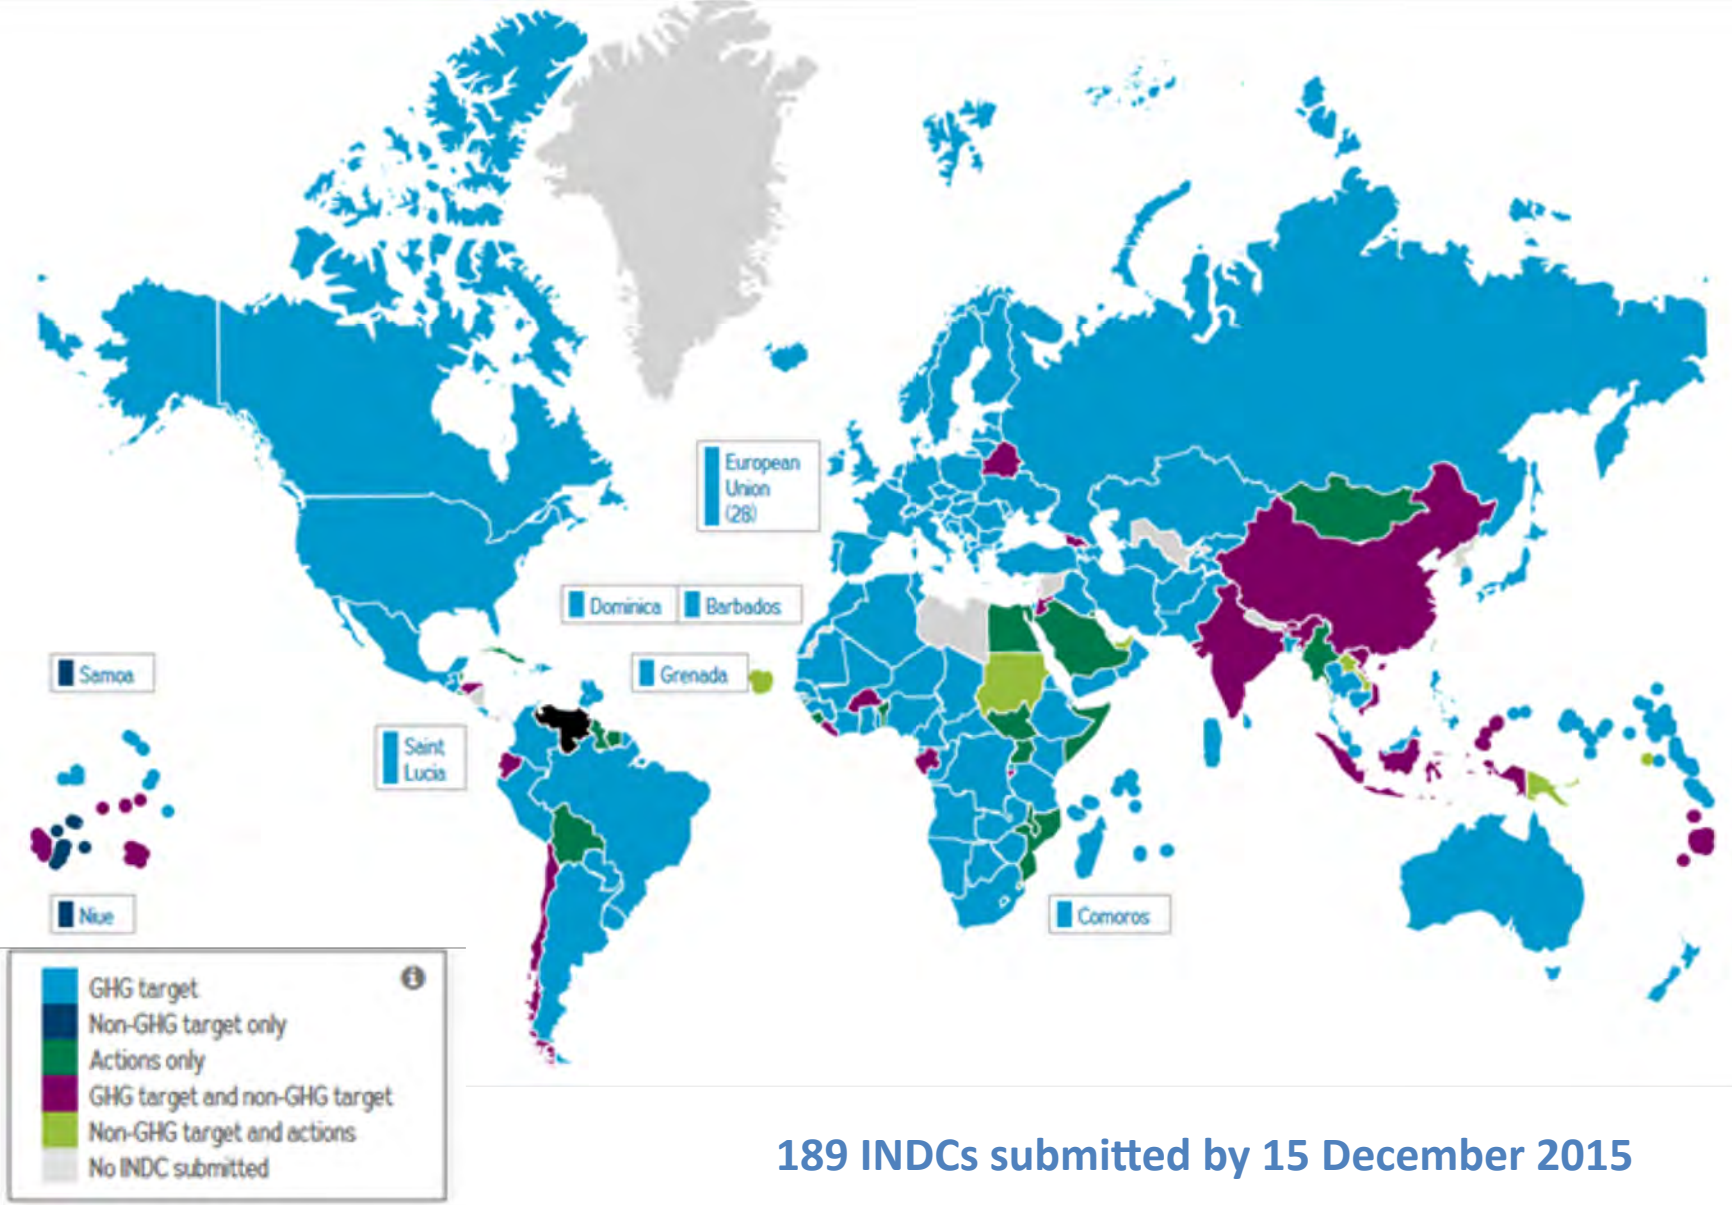 European
Union
(28)
Dominica
Barbados
Samoa
Grenada
Saint
Lucia
Niue
Comoros
GHG target
Non-GHG target only
Actions only
GHG target and non-GHG target
Non-GHG target and actions
No INDC submitted
189 INDCs submitted by 15 December 2015